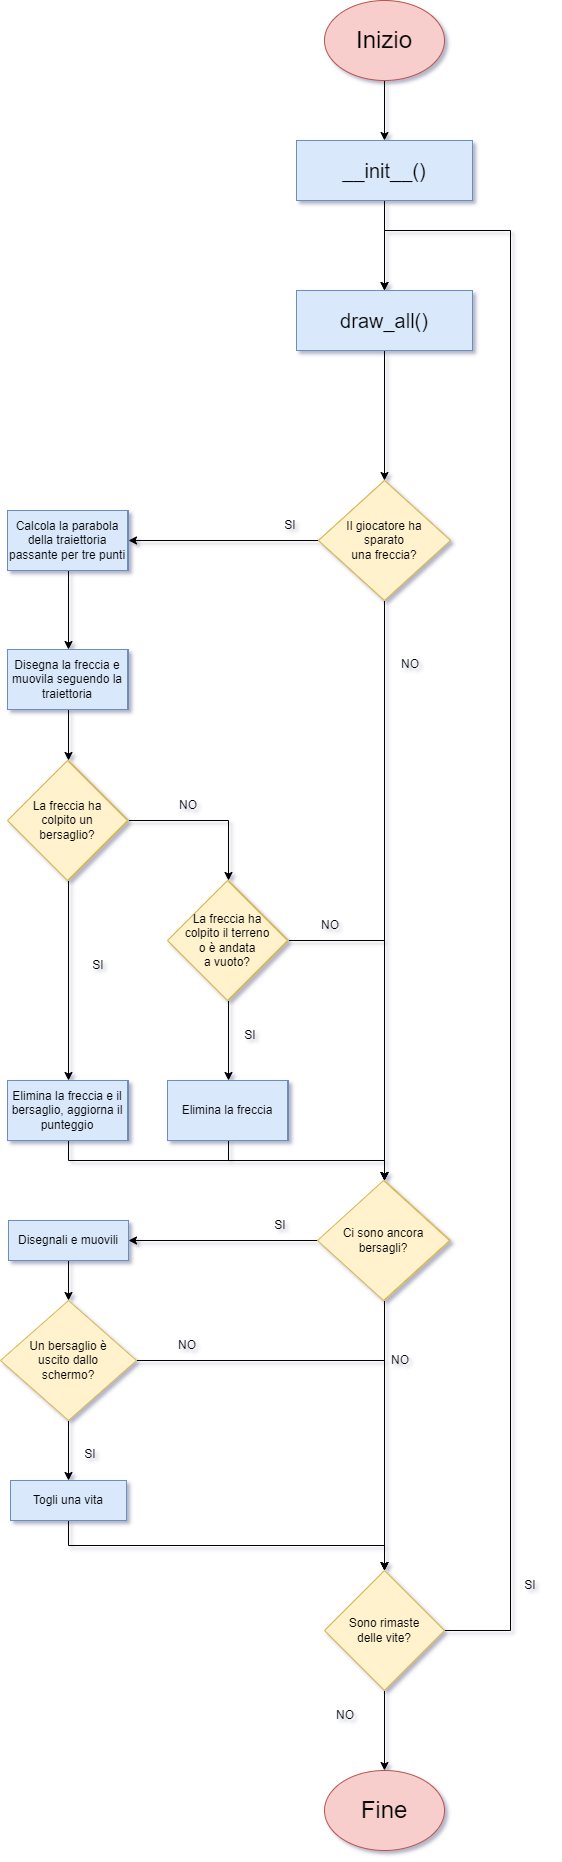 Inizio
__init__()
draw_all()
Il giocatore ha
sparato
una freccia?
SI
Calcola la parabola
della traiettoria
passante per tre punti
NO
Disegna la freccia e
muovila seguendo la
traiettoria
La freccia ha
colpito un
bersaglio?
NO
La freccia ha
colpito il terreno
o è andata
a vuoto?
NO
SI
SI
Elimina la freccia e il
bersaglio, aggiorna il
punteggio
Elimina la freccia
Ci sono ancora
bersagli?
SI
Disegnali e muovili
Un bersaglio è
uscito dallo
schermo?
NO
NO
SI
Togli una vita
Sono rimaste
delle vite?
SI
NO
Fine